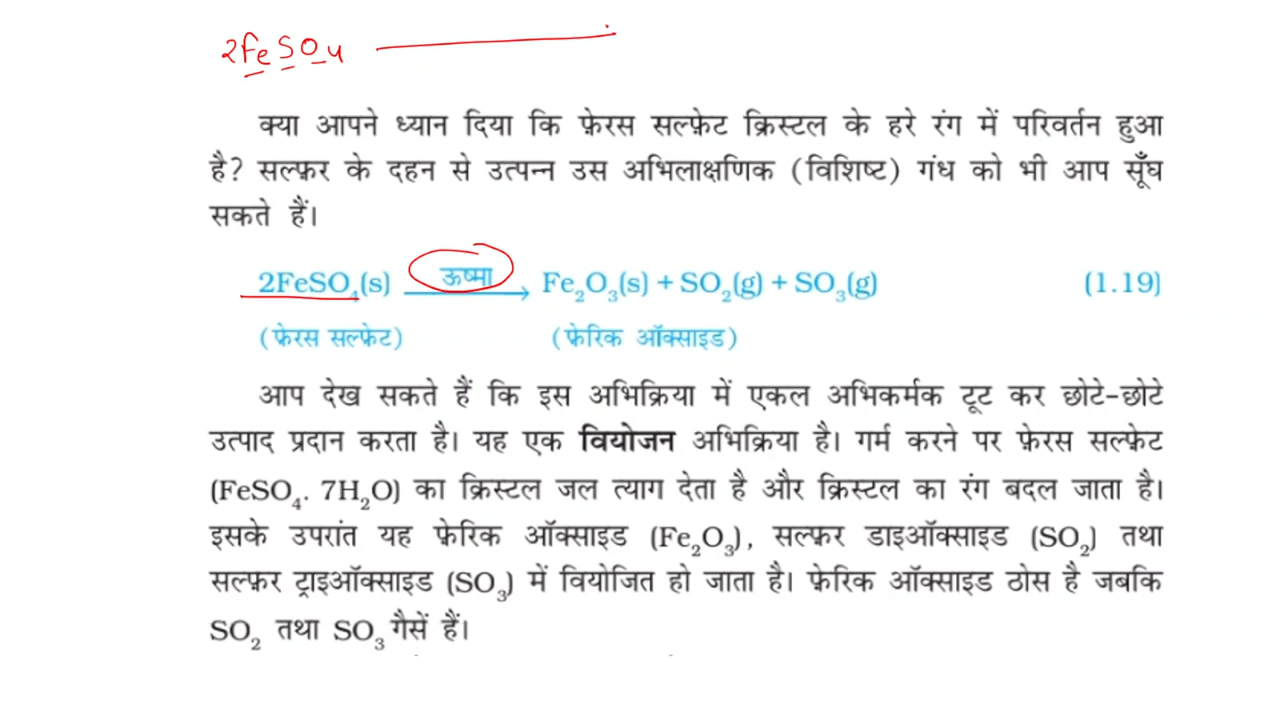 2FeSO4
क्या आपने ध्यान दिया कि फ़ेरस सल्फ़ेट क्रिस्टल के हरे रंग में परिवर्तन हुआ
है? सल्फ़र के दहन से उत्पन्न उस अभिलाक्षणिक (विशिष्ट) गंध को भी आप सूँघ
सकते हैं।
2FeSO₄(s) ऊष्मा → Fe₂O₃(s) + SO₂(g) + SO₃(g) (1.19)
(फ़ेरस सल्फ़ेट) (फ़ेरिक ऑक्साइड)
आप देख सकते हैं कि इस अभिक्रिया में एकल अभिकर्मक टूट कर छोटे-छोटे
उत्पाद प्रदान करता है। यह एक वियोजन अभिक्रिया है। गर्म करने पर फ़ेरस सल्फ़ेट
(FeSO₄. 7H₂O) का क्रिस्टल जल त्याग देता है और क्रिस्टल का रंग बदल जाता है।
इसके उपरांत यह फ़ेरिक ऑक्साइड (Fe₂O₃), सल्फ़र डाइऑक्साइड (SO₂) तथा
सल्फ़र ट्राइऑक्साइड (SO₃) में वियोजित हो जाता है। फ़ेरिक ऑक्साइड ठोस है जबकि
SO₂ तथा SO₃ गैसें हैं।